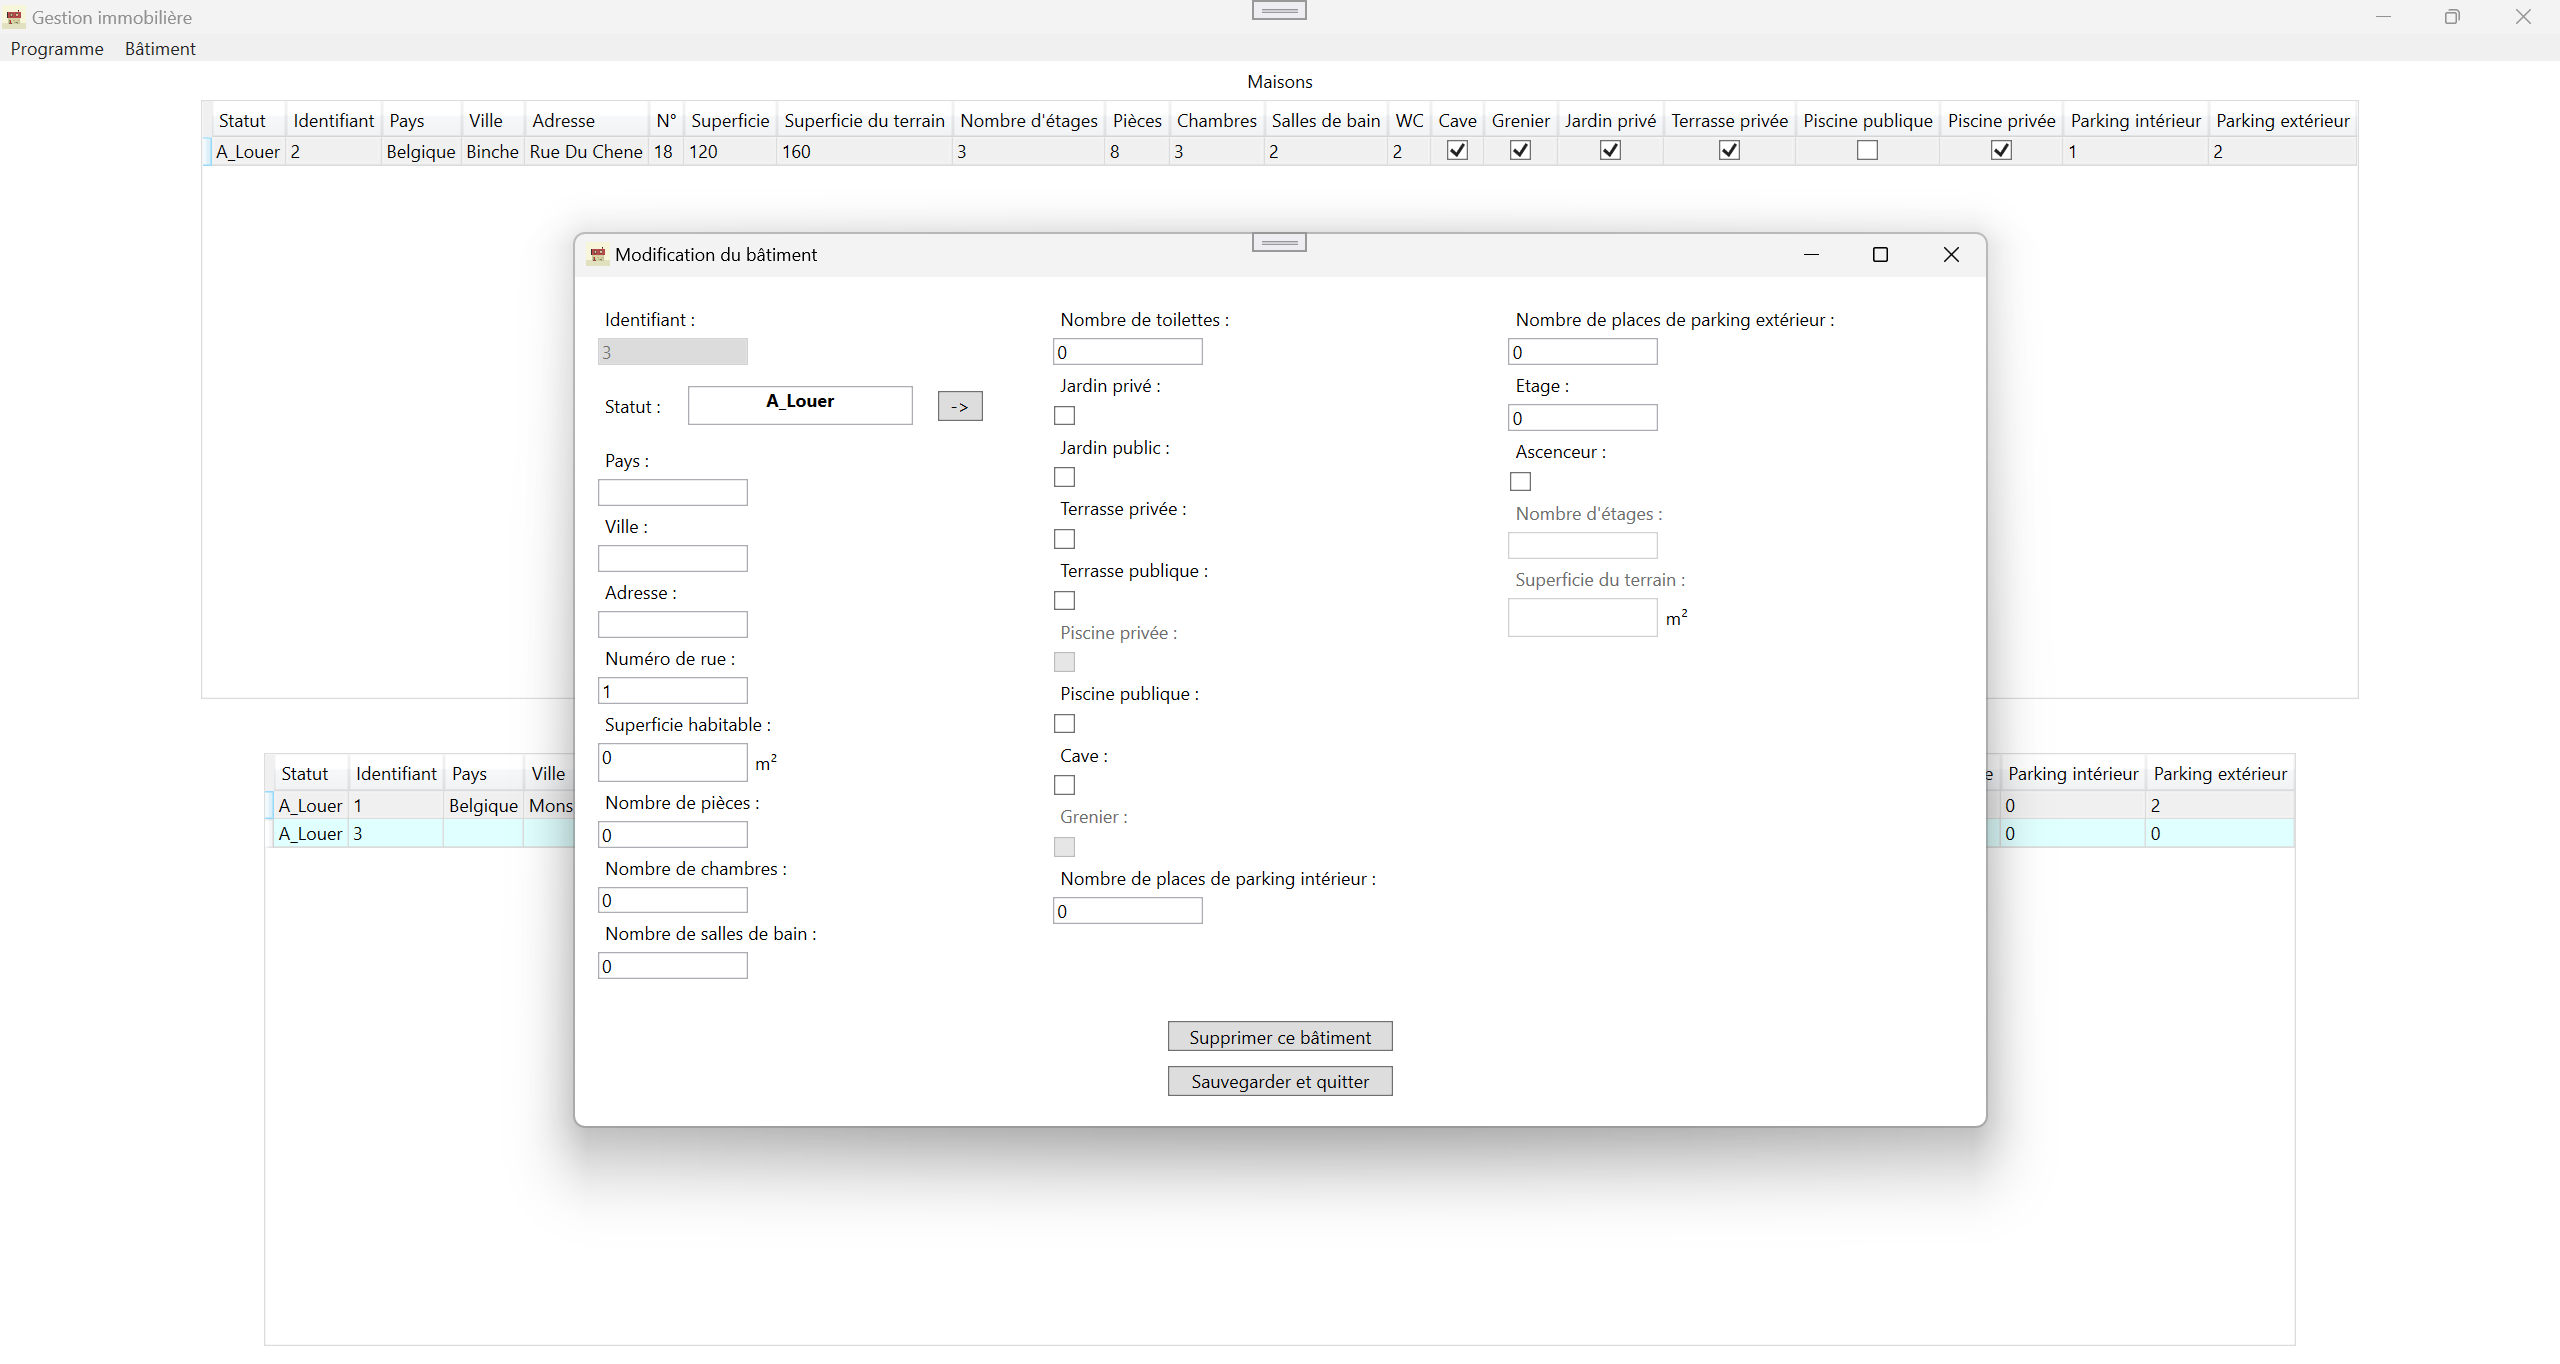 Gestion immobilière
Programme Bâtiment
Maisons
Statut Identifiant Pays Ville Adresse N° Superficie Superficie du terrain Nombre d'étages Pièces Chambres Salles de bain WC Cave Grenier Jardin privé Terrasse privée Piscine publique Piscine privée Parking intérieur Parking extérieur
A_Louer 2 Belgique Binche Rue Du Chene 18 120 160 3 8 3 2 2 1 2
Modification du bâtiment
Identifiant :
3
Statut : A_Louer ->
Pays :
Ville :
Adresse :
Numéro de rue :
1
Superficie habitable :
0 m²
Nombre de pièces :
0
Nombre de chambres :
0
Nombre de salles de bain :
0
Nombre de toilettes :
0
Jardin privé :
Jardin public :
Terrasse privée :
Terrasse publique :
Piscine privée :
Piscine publique :
Cave :
Grenier :
Nombre de places de parking intérieur :
0
Nombre de places de parking extérieur :
0
Etage :
0
Ascenceur :
Nombre d'étages :
Superficie du terrain :
m²
Supprimer ce bâtiment
Sauvegarder et quitter
Statut Identifiant Pays Ville Parking intérieur Parking extérieur
A_Louer 1 Belgique Mons 0 2
A_Louer 3 0 0